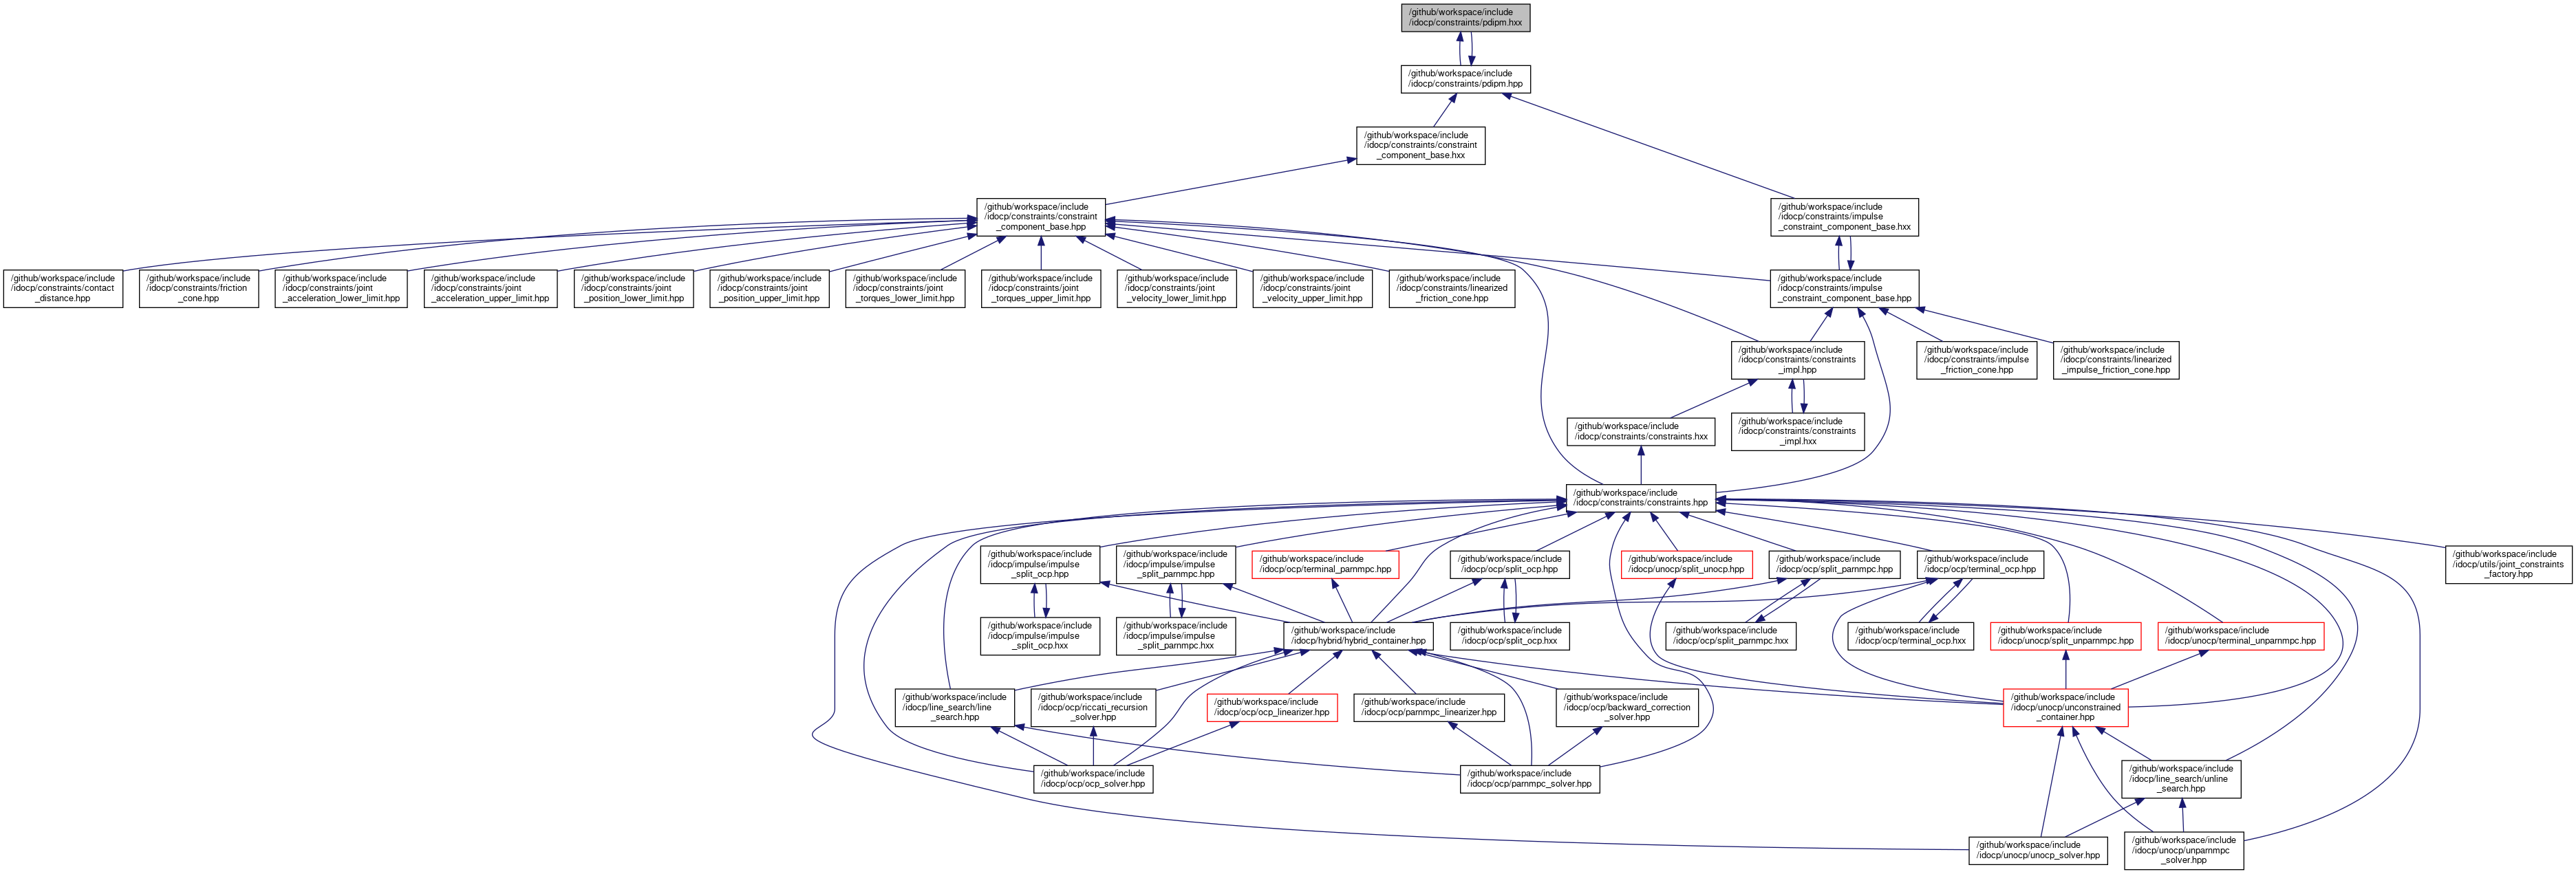 /github/workspace/include
/idocp/constraints/pdipm.hxx
/github/workspace/include
/idocp/constraints/pdipm.hpp
/github/workspace/include
/idocp/constraints/constraint
_component_base.hxx
/github/workspace/include
/idocp/constraints/constraint
_component_base.hpp
/github/workspace/include
/idocp/constraints/impulse
_constraint_component_base.hxx
/github/workspace/include
/idocp/constraints/contact
_distance.hpp
/github/workspace/include
/idocp/constraints/friction
_cone.hpp
/github/workspace/include
/idocp/constraints/joint
_acceleration_lower_limit.hpp
/github/workspace/include
/idocp/constraints/joint
_acceleration_upper_limit.hpp
/github/workspace/include
/idocp/constraints/joint
_position_lower_limit.hpp
/github/workspace/include
/idocp/constraints/joint
_position_upper_limit.hpp
/github/workspace/include
/idocp/constraints/joint
_torques_lower_limit.hpp
/github/workspace/include
/idocp/constraints/joint
_torques_upper_limit.hpp
/github/workspace/include
/idocp/constraints/joint
_velocity_lower_limit.hpp
/github/workspace/include
/idocp/constraints/joint
_velocity_upper_limit.hpp
/github/workspace/include
/idocp/constraints/linearized
_friction_cone.hpp
/github/workspace/include
/idocp/constraints/impulse
_constraint_component_base.hpp
/github/workspace/include
/idocp/constraints/constraints
_impl.hpp
/github/workspace/include
/idocp/constraints/impulse
_friction_cone.hpp
/github/workspace/include
/idocp/constraints/linearized
_impulse_friction_cone.hpp
/github/workspace/include
/idocp/constraints/constraints.hxx
/github/workspace/include
/idocp/constraints/constraints
_impl.hxx
/github/workspace/include
/idocp/constraints/constraints.hpp
/github/workspace/include
/idocp/impulse/impulse
_split_ocp.hpp
/github/workspace/include
/idocp/impulse/impulse
_split_parnmpc.hpp
/github/workspace/include
/idocp/ocp/terminal_parnmpc.hpp
/github/workspace/include
/idocp/ocp/split_ocp.hpp
/github/workspace/include
/idocp/unocp/split_unocp.hpp
/github/workspace/include
/idocp/ocp/split_parnmpc.hpp
/github/workspace/include
/idocp/ocp/terminal_ocp.hpp
/github/workspace/include
/idocp/utils/joint_constraints
_factory.hpp
/github/workspace/include
/idocp/impulse/impulse
_split_ocp.hxx
/github/workspace/include
/idocp/impulse/impulse
_split_parnmpc.hxx
/github/workspace/include
/idocp/hybrid/hybrid_container.hpp
/github/workspace/include
/idocp/ocp/split_ocp.hxx
/github/workspace/include
/idocp/ocp/split_parnmpc.hxx
/github/workspace/include
/idocp/ocp/terminal_ocp.hxx
/github/workspace/include
/idocp/unocp/split_unparnmpc.hpp
/github/workspace/include
/idocp/unocp/terminal_unparnmpc.hpp
/github/workspace/include
/idocp/line_search/line
_search.hpp
/github/workspace/include
/idocp/ocp/riccati_recursion
_solver.hpp
/github/workspace/include
/idocp/ocp/ocp_linearizer.hpp
/github/workspace/include
/idocp/ocp/parnmpc_linearizer.hpp
/github/workspace/include
/idocp/ocp/backward_correction
_solver.hpp
/github/workspace/include
/idocp/unocp/unconstrained
_container.hpp
/github/workspace/include
/idocp/ocp/ocp_solver.hpp
/github/workspace/include
/idocp/ocp/parnmpc_solver.hpp
/github/workspace/include
/idocp/line_search/unline
_search.hpp
/github/workspace/include
/idocp/unocp/unocp_solver.hpp
/github/workspace/include
/idocp/unocp/unparnmpc
_solver.hpp